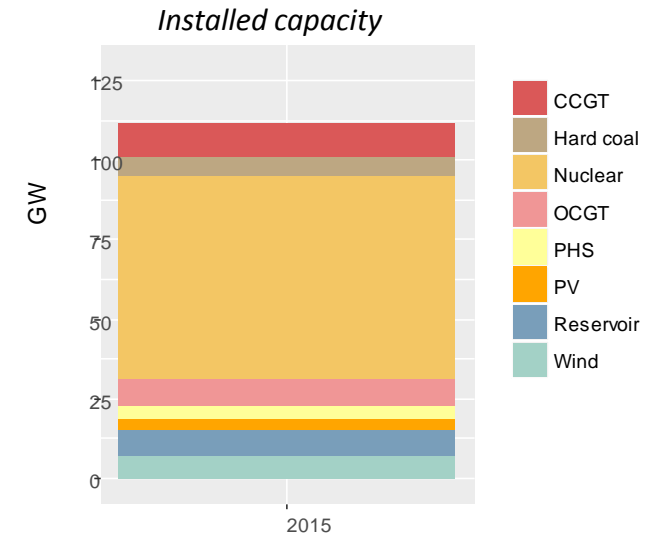 Installed capacity
125
100
75
50
25
0
GW
2015
CCGT
Hard coal
Nuclear
OCGT
PHS
PV
Reservoir
Wind